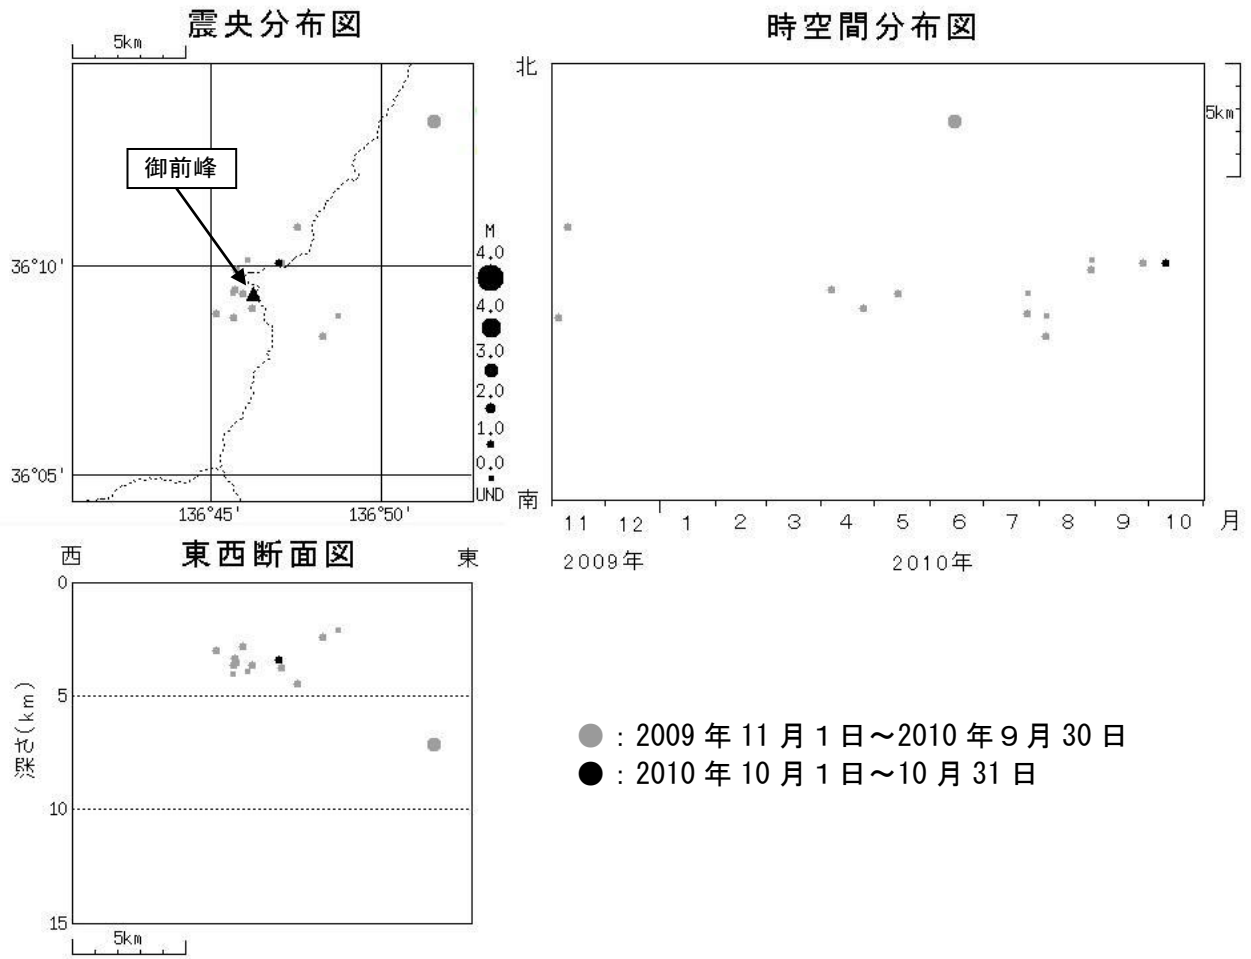 震央分布図
5km
御前峰
36°10'
36°05'
136°45'
136°50'
M
4.0
4.0
3.0
2.0
1.0
0.0
UND
時空間分布図
北
南
5km
11 12 1 2 3 4 5 6 7 8 9 10 月
2009年 2010年
西 東西断面図 東
0
5
10
15
深さ(km)
5km
：2009 年 11 月 1 日～2010 年 9 月 30 日
：2010 年 10 月 1 日～10 月 31 日